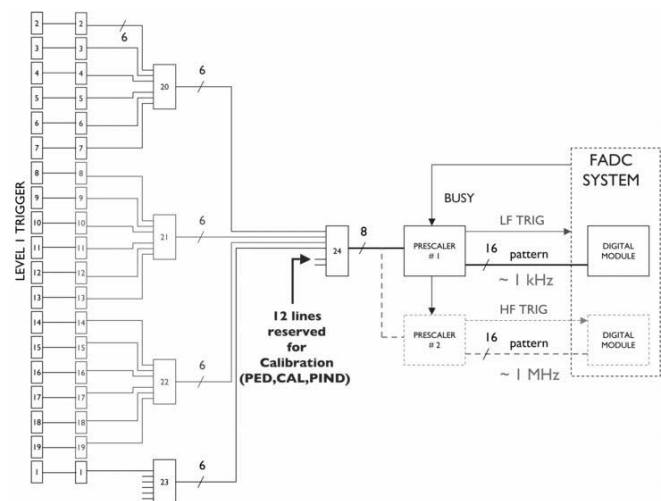 LEVEL 1 TRIGGER
2 2 6
3 3
4 4
5 5
6 6
7 7
20 6
8 8
9 9
10 10
11 11
12 12
13 13
21 6
14 14
15 15
16 16
17 17
18 18
19 19
22 6
1 1
23 6
24 8
12 lines
reserved
for
Calibration
(PED,CAL,PIND)
BUSY
PRESCALER
# 1
LF TRIG
16 pattern
~ 1 kHz
PRESCALER
# 2
HF TRIG
16 pattern
~ 1 MHz
FADC
SYSTEM
DIGITAL
MODULE
DIGITAL
MODULE